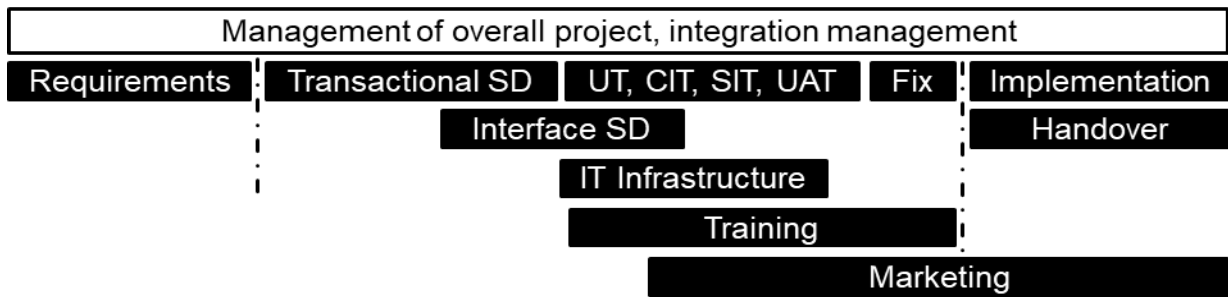 Management of overall project, integration management
Requirements Transactional SD UT, CIT, SIT, UAT Fix Implementation
Interface SD Handover
IT Infrastructure
Training
Marketing